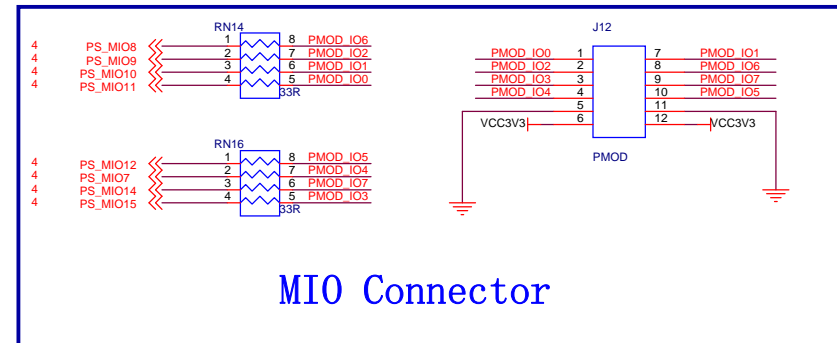 RN14
4 PS_MIO8 1 8 PMOD_IO6
4 PS_MIO9 2 7 PMOD_IO2
4 PS_MIO10 3 6 PMOD_IO1
4 PS_MIO11 4 5 PMOD_IO0
33R
RN16
4 PS_MIO12 1 8 PMOD_IO5
4 PS_MIO7 2 7 PMOD_IO4
4 PS_MIO14 3 6 PMOD_IO7
4 PS_MIO15 4 5 PMOD_IO3
33R
J12
PMOD_IO0 1 7 PMOD_IO1
PMOD_IO2 2 8 PMOD_IO6
PMOD_IO3 3 9 PMOD_IO7
PMOD_IO4 4 10 PMOD_IO5
5 11
VCC3V3 6 12 VCC3V3
PMOD
MIO Connector